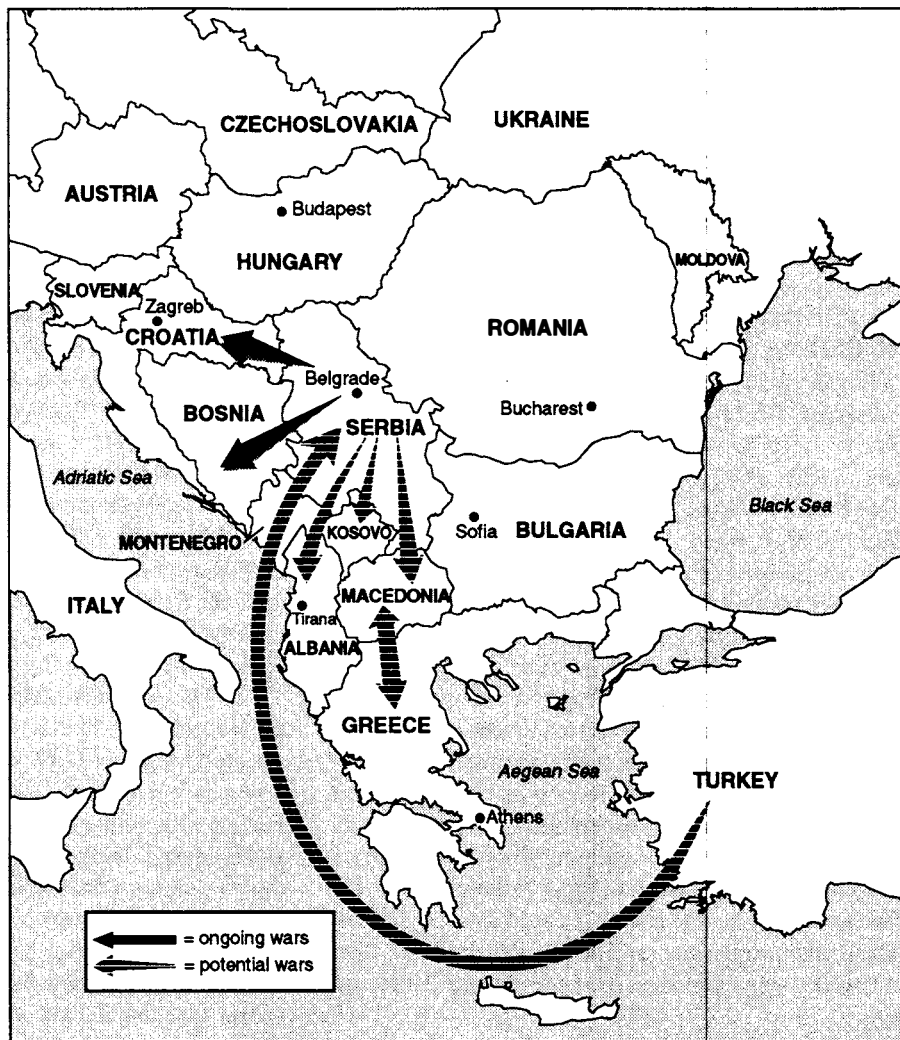 CZECHOSLOVAKIA
UKRAINE
AUSTRIA
Budapest
HUNGARY
MOLDOVA
SLOVENIA
Zagreb
CROATIA
ROMANIA
Belgrade
BOSNIA
Bucharest
SERBIA
Adriatic Sea
Black Sea
Sofia
BULGARIA
KOSOVO
MONTENEGRO
MACEDONIA
ITALY
Tirana
ALBANIA
GREECE
Aegean Sea
TURKEY
Athens
= ongoing wars
= potential wars